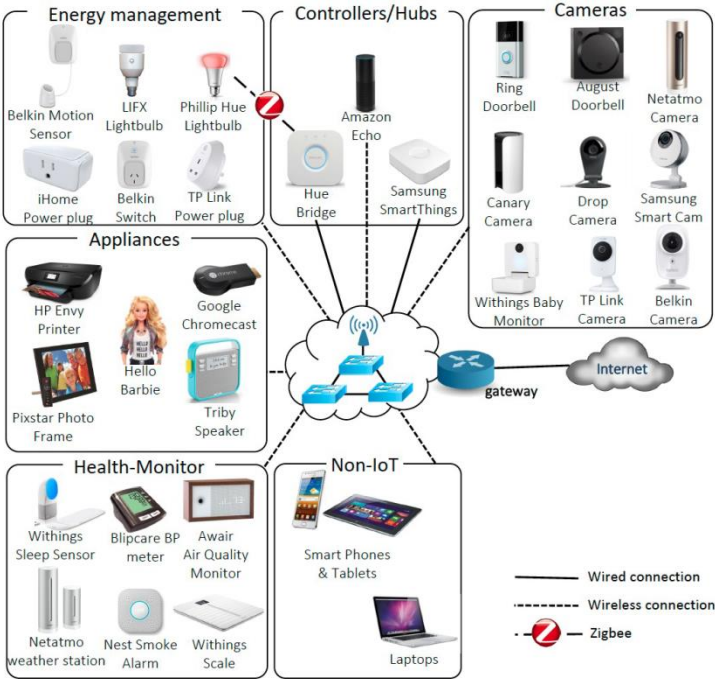 Energy management
Belkin Motion
Sensor
LIFX
Lightbulb
Phillip Hue
Lightbulb
iHome
Power plug
Belkin
Switch
TP Link
Power plug
Controllers/Hubs
Amazon
Echo
Hue
Bridge
Samsung
SmartThings
Z
Cameras
Ring
Doorbell
August
Doorbell
Netatmo
Camera
Canary
Camera
Drop
Camera
Samsung
Smart Cam
Withings Baby
Monitor
TP Link
Camera
Belkin
Camera
Appliances
HP Envy
Printer
Hello
Barbie
Google
Chromecast
Pixstar Photo
Frame
Triby
Speaker
HELLO
HELLO
HELLO
gateway
Internet
Health-Monitor
Withings
Sleep Sensor
Blipcare BP
meter
Awair
Air Quality
Monitor
Netatmo
weather station
Nest Smoke
Alarm
Withings
Scale
Non-IoT
Smart Phones
& Tablets
Laptops
Wired connection
Wireless connection
Z
Zigbee